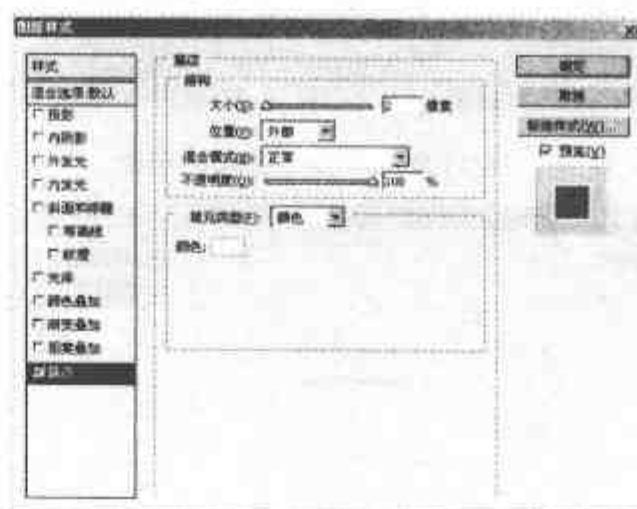 图层样式
样式
混合选项:默认
投影
内阴影
外发光
内发光
斜面和浮雕
等高线
纹理
光泽
颜色叠加
渐变叠加
图案叠加
描边
描边
结构
大小(S): 像素
位置(P): 外部
混合模式(B): 正常
不透明度(O): 100 %
填充类型(F): 颜色
颜色:
确定
取消
新建样式(W)...
预览(V)